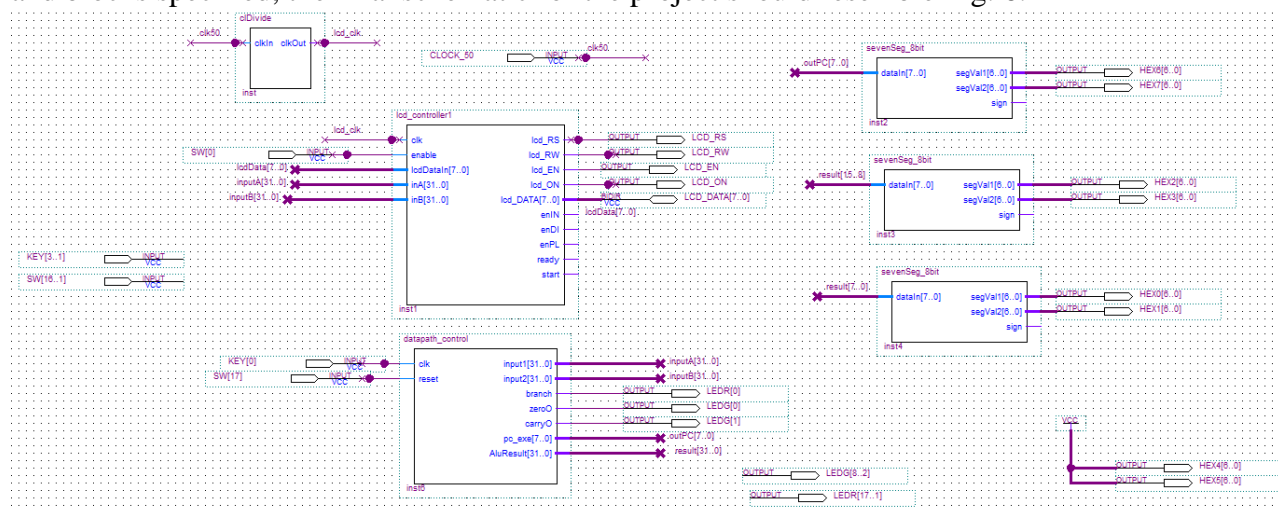 clDivide
clk50
clkIn clkOut
lcd_clk
inst
CLOCK_50
INPUT
VCC
clk50
lcd_controller1
lcd_clk
SW[0]
INPUT
VCC
lcdData[7..0]
inputA[31..0]
inputB[31..0]
clk
enable
lcdDataIn[7..0]
inA[31..0]
inB[31..0]
lcd_RS
lcd_RW
lcd_EN
lcd_ON
lcd_DATA[7..0]
enIN
enDI
enPL
ready
start
inst1
OUTPUT LCD_RS
OUTPUT LCD_RW
OUTPUT LCD_EN
OUTPUT LCD_ON
BIDIR
VCC
LCD_DATA[7..0]
lcdData[7..0]
KEY[3..1]
INPUT
VCC
SW[16..1]
INPUT
VCC
datapath_control
KEY[0]
INPUT
VCC
SW[17]
INPUT
VCC
clk
reset
input1[31..0]
input2[31..0]
branch
zeroO
carryO
pc_exe[7..0]
AluResult[31..0]
inst6
inputA[31..0]
inputB[31..0]
OUTPUT LEDR[0]
OUTPUT LEDG[0]
OUTPUT LEDG[1]
outPC[7..0]
result[31..0]
sevenSeg_8bit
outPC[7..0]
dataIn[7..0]
segVal1[6..0]
segVal2[6..0]
sign
inst2
OUTPUT HEX6[6..0]
OUTPUT HEX7[6..0]
sevenSeg_8bit
result[15..8]
dataIn[7..0]
segVal1[6..0]
segVal2[6..0]
sign
inst3
OUTPUT HEX2[6..0]
OUTPUT HEX3[6..0]
sevenSeg_8bit
result[7..0]
dataIn[7..0]
segVal1[6..0]
segVal2[6..0]
sign
inst4
OUTPUT HEX0[6..0]
OUTPUT HEX1[6..0]
VCC
OUTPUT HEX4[6..0]
OUTPUT HEX5[6..0]
OUTPUT LEDG[8..2]
OUTPUT LEDR[17..1]